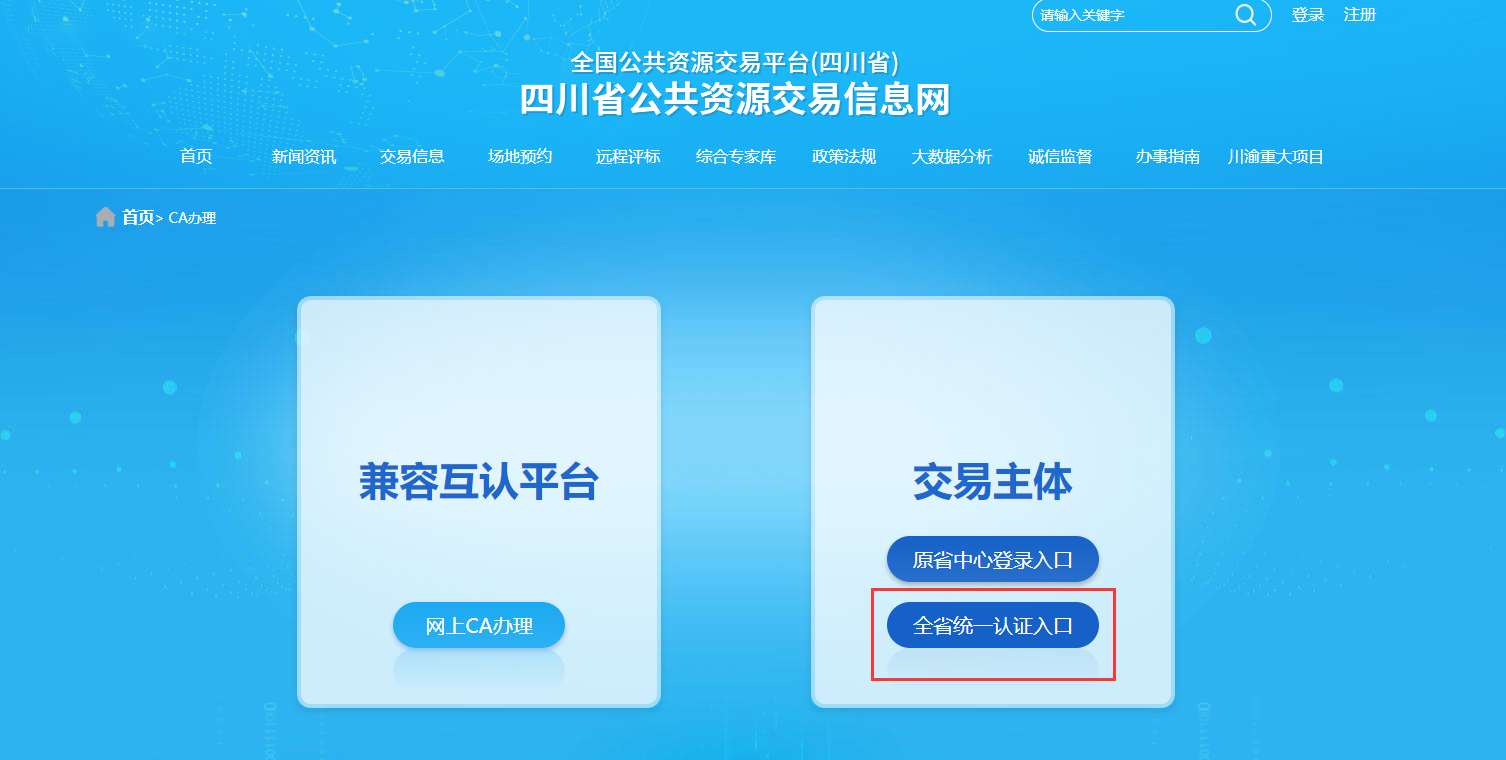 请输入关键字
登录 注册
全国公共资源交易平台(四川省)
四川省公共资源交易信息网
首页 新闻资讯 交易信息 场地预约 远程评标 综合专家库 政策法规 大数据分析 诚信监督 办事指南 川渝重大项目
首页> CA办理
兼容互认平台
网上CA办理
交易主体
原省中心登录入口
全省统一认证入口